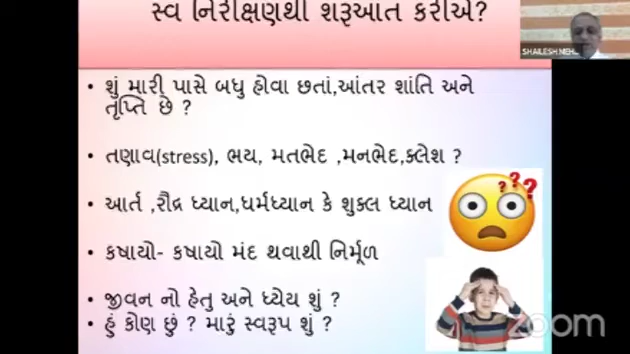 સ્વ નિરીક્ષણથી શરૂઆત કરીએ?
SHAILESH MEH
• શું મારી પાસે બધુ હોવા છતાં,આંતર શાંતિ અને
તૃપ્તિ છે ?
• તણાવ(stress), ભય, મતભેદ ,મનભેદ,ક્લેશ ?
• આર્ત ,રૌદ્ર ધ્યાન,ધર્મધ્યાન કે શુક્લ ધ્યાન
• કષાયો- કષાયો મંદ થવાથી નિર્મૂળ
• જીવન નો હેતુ અને ધ્યેય શું ?
• હું કોણ છું ? મારું સ્વરૂપ શું ?
???
zoom